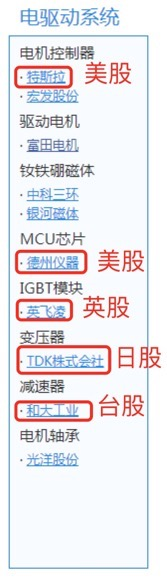 电驱动系统
电机控制器
· 特斯拉 美股
· 宏发股份
驱动电机
· 富田电机
钕铁硼磁体
· 中科三环
· 银河磁体
MCU芯片
· 德州仪器 美股
IGBT模块
· 英飞凌 英股
变压器
· TDK株式会社 日股
减速器
· 和大工业 台股
电机轴承
· 光洋股份